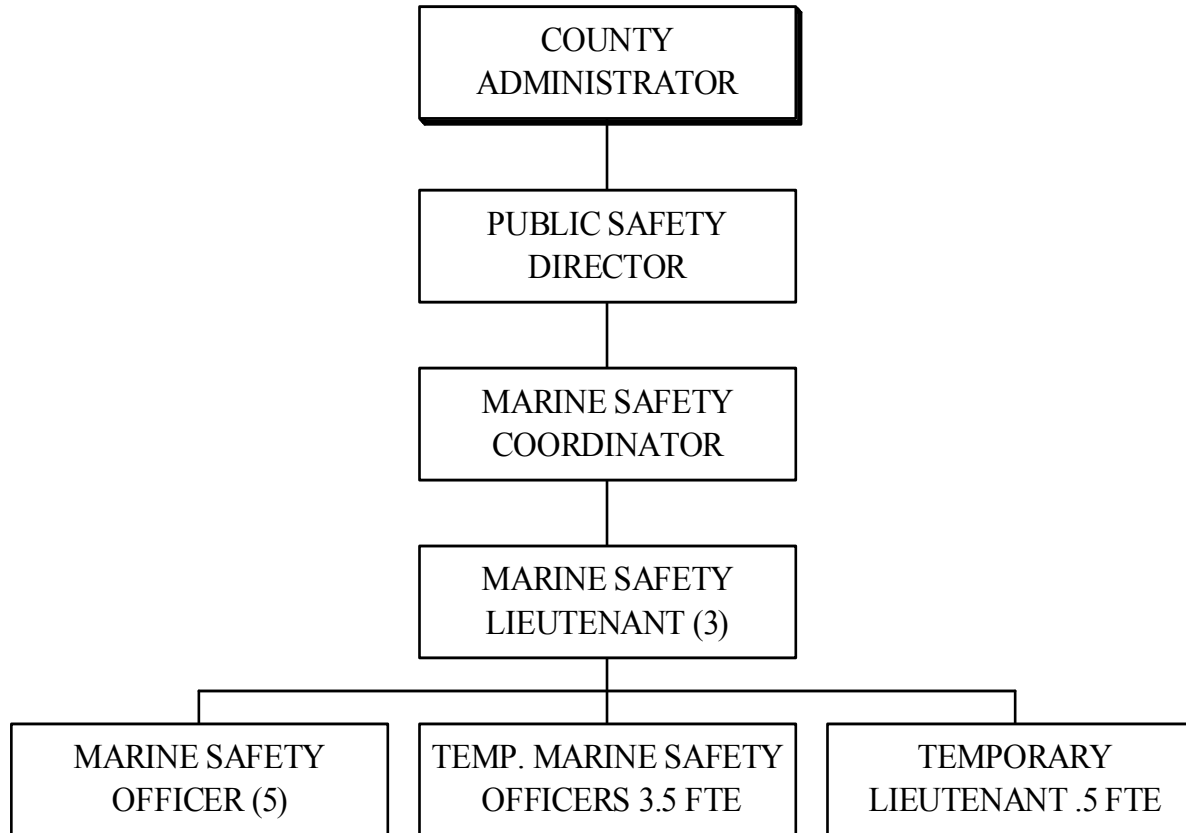 COUNTY
ADMINISTRATOR
PUBLIC SAFETY
DIRECTOR
MARINE SAFETY
COORDINATOR
MARINE SAFETY
LIEUTENANT (3)
MARINE SAFETY
OFFICER (5)
TEMP. MARINE SAFETY
OFFICERS 3.5 FTE
TEMPORARY
LIEUTENANT .5 FTE